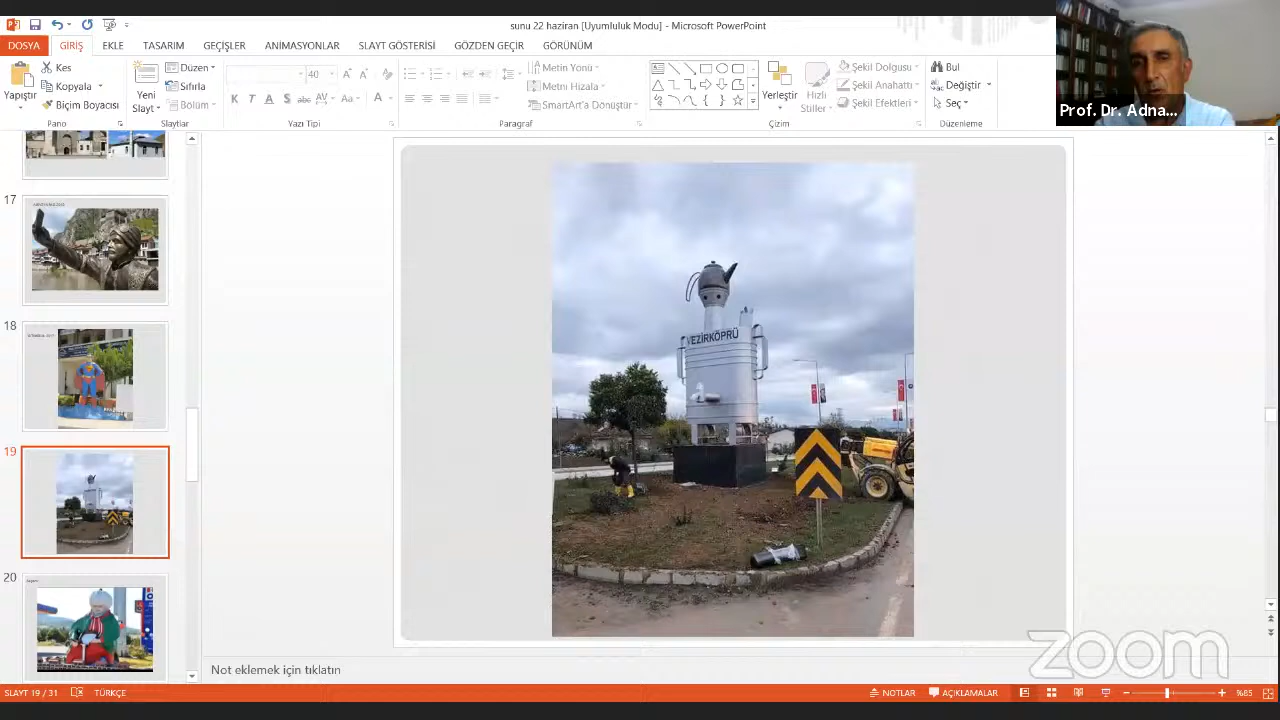 sunu 22 haziran [Uyumluluk Modu] - Microsoft PowerPoint
DOSYA GİRİŞ EKLE TASARIM GEÇİŞLER ANİMASYONLAR SLAYT GÖSTERİSİ GÖZDEN GEÇİR GÖRÜNÜM
Yapıştır
Kes
Kopyala
Biçim Boyacısı
Pano
Yeni Slayt
Düzen
Sıfırla
Bölüm
Slaytlar
40
K T A S abc AV Aa A
Yazı Tipi
Metin Yönü
Metni Hizala
SmartArt'a Dönüştür
Paragraf
Yerleştir
Hızlı Stiller
Şekil Dolgusu
Şekil Anahattı
Şekil Efektleri
Çizim
Bul
Değiştir
Seç
Düzenleme
Prof. Dr. Adna...
17
18
19
20
VEZİRKÖPRÜ
Not eklemek için tıklatın
zoom
SLAYT 19 / 31 TÜRKÇE NOTLAR AÇIKLAMALAR %85